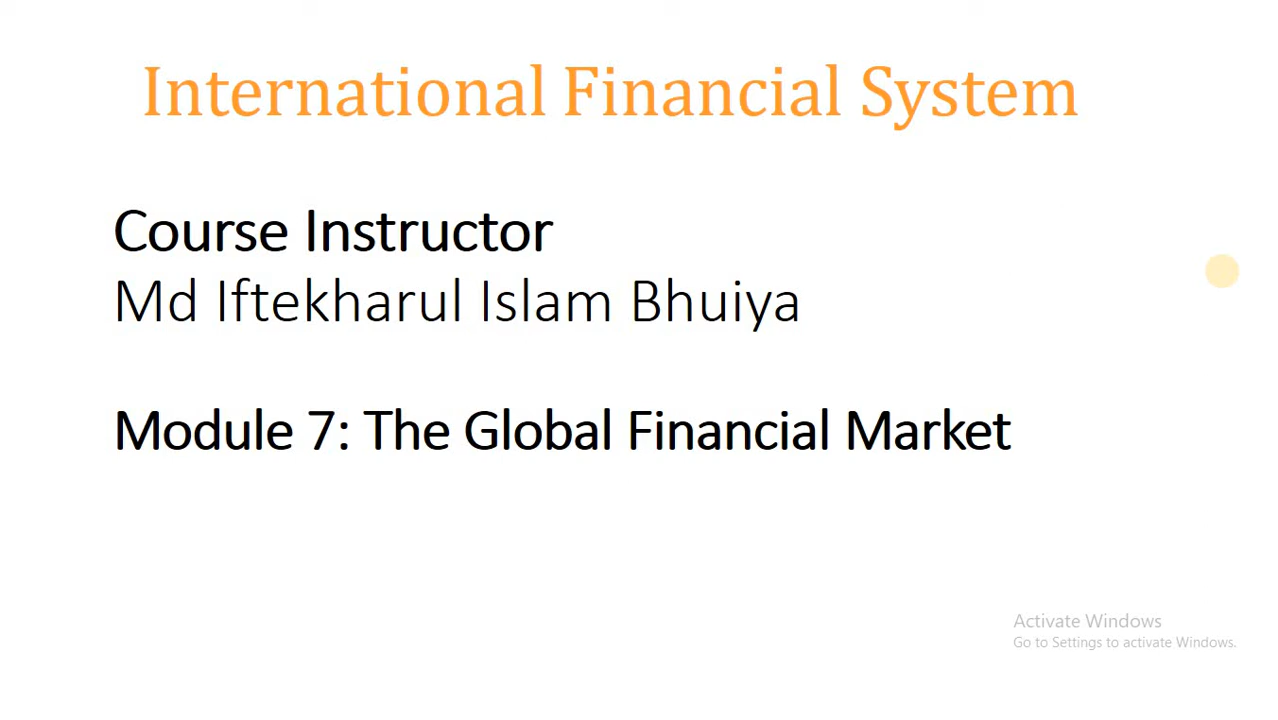 International Financial System
Course Instructor
Md Iftekharul Islam Bhuiya
Module 7: The Global Financial Market
Activate Windows
Go to Settings to activate Windows.